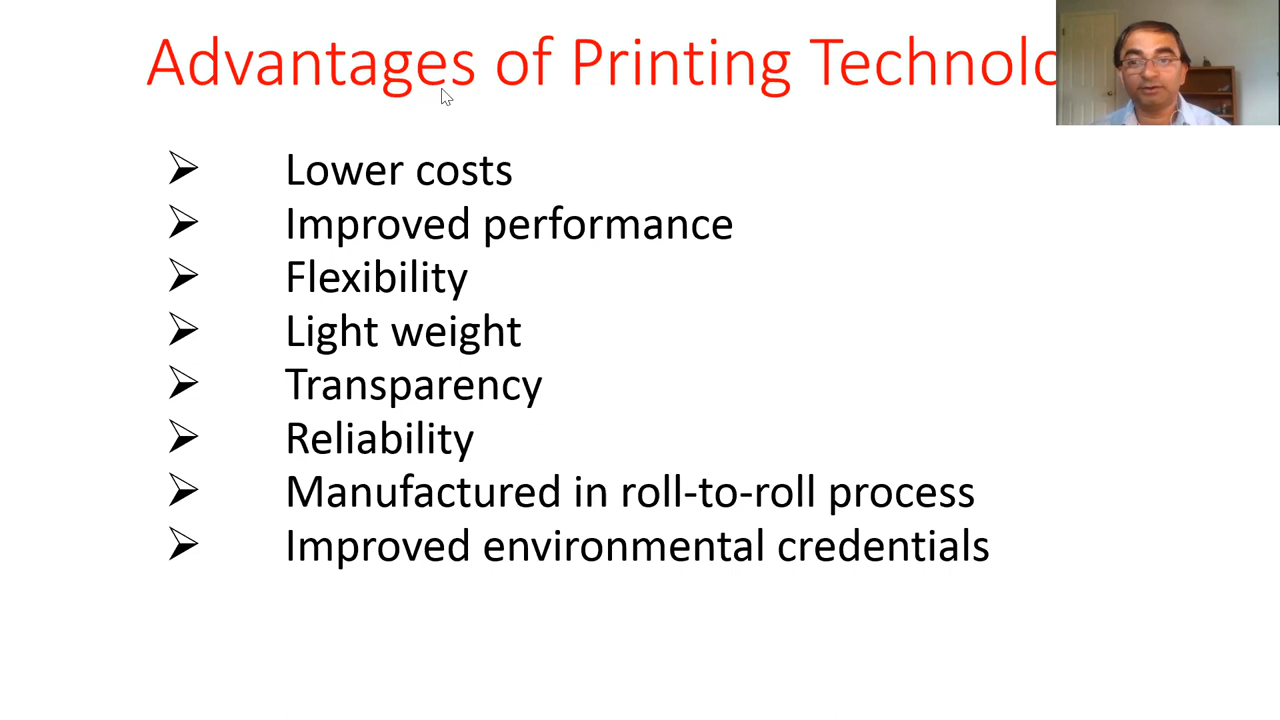 Advantages of Printing Technolo
Lower costs
Improved performance
Flexibility
Light weight
Transparency
Reliability
Manufactured in roll-to-roll process
Improved environmental credentials